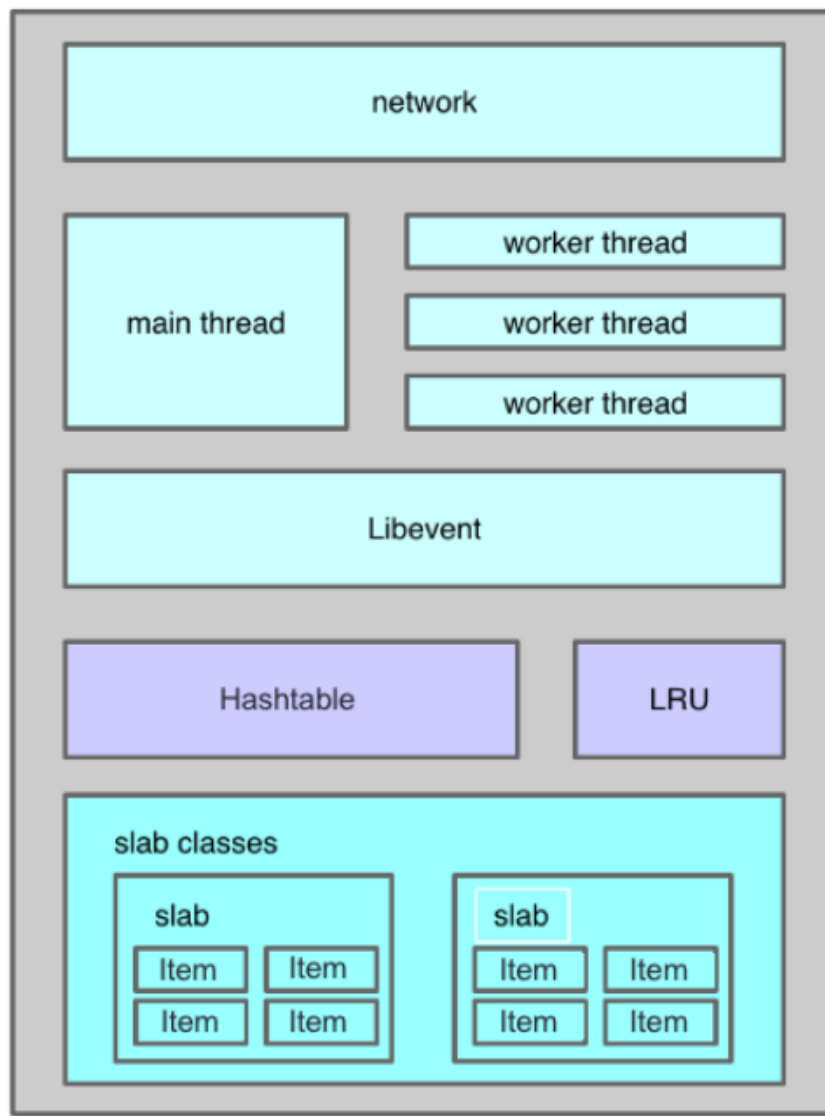 network
main thread
worker thread
worker thread
worker thread
Libevent
Hashtable
LRU
slab classes
slab
Item
Item
Item
Item
slab
Item
Item
Item
Item